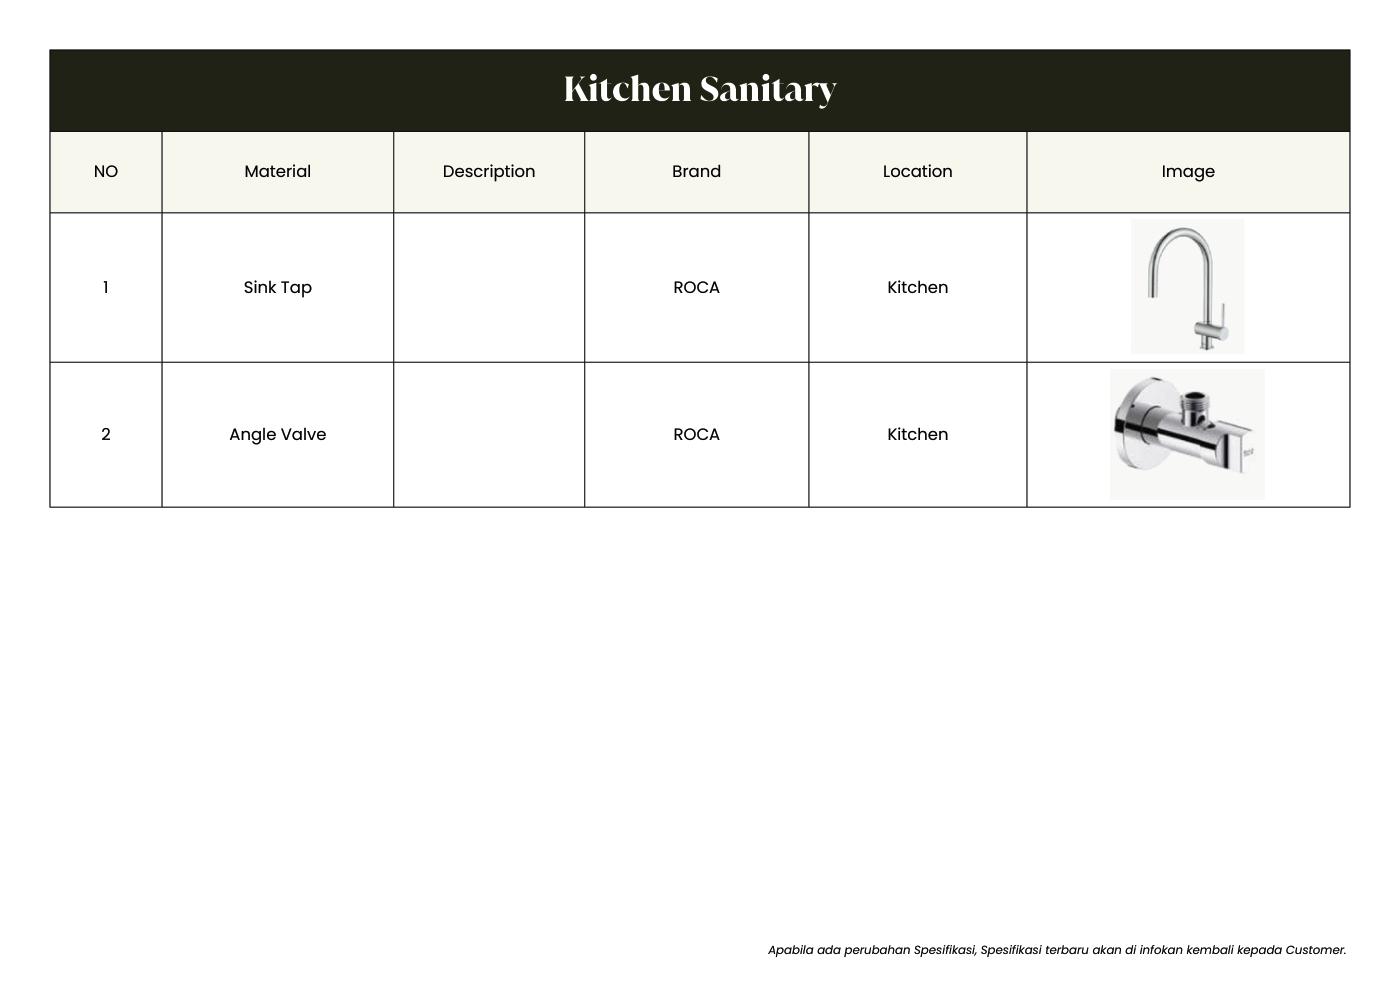 Kitchen Sanitary
NO Material Description Brand Location Image
1 Sink Tap ROCA Kitchen
2 Angle Valve ROCA Kitchen
Apabila ada perubahan Spesifikasi, Spesifikasi terbaru akan di infokan kembali kepada Customer.